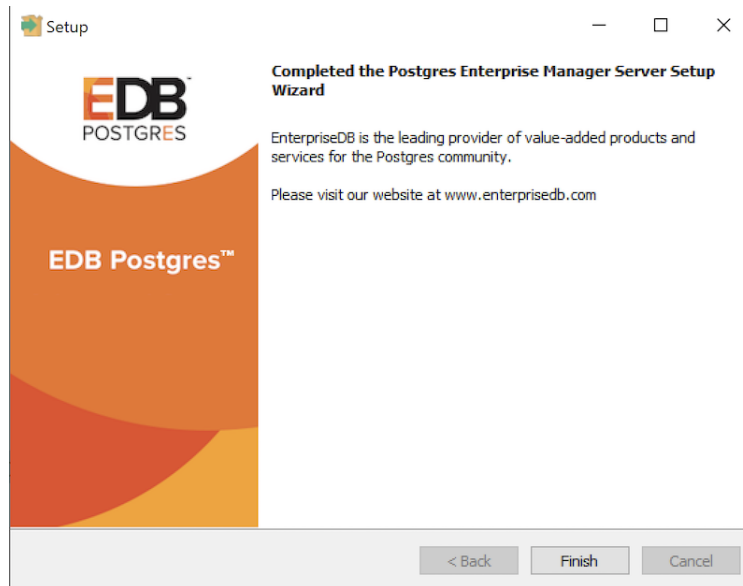 Setup
EDB
POSTGRES
EDB Postgres™
Completed the Postgres Enterprise Manager Server Setup
Wizard
EnterpriseDB is the leading provider of value-added products and
services for the Postgres community.
Please visit our website at www.enterprisedb.com
< Back
Finish
Cancel